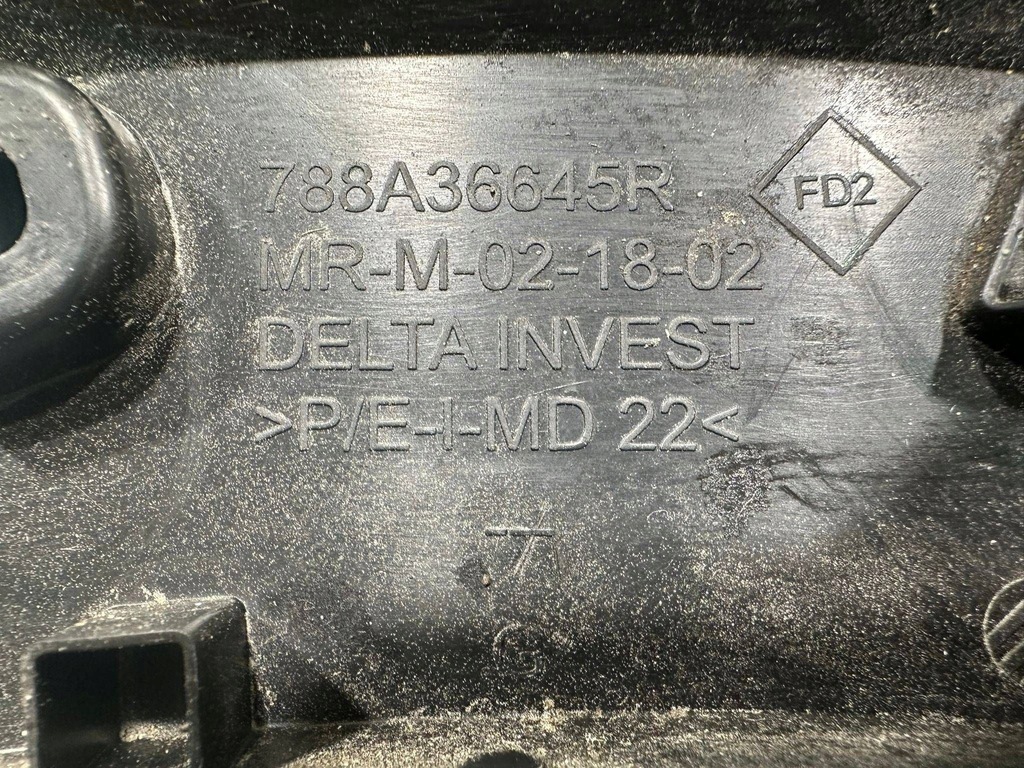 788A36645R
FD2
MR-M-02-18-02
DELTA INVEST
>P/E-I-MD 22<